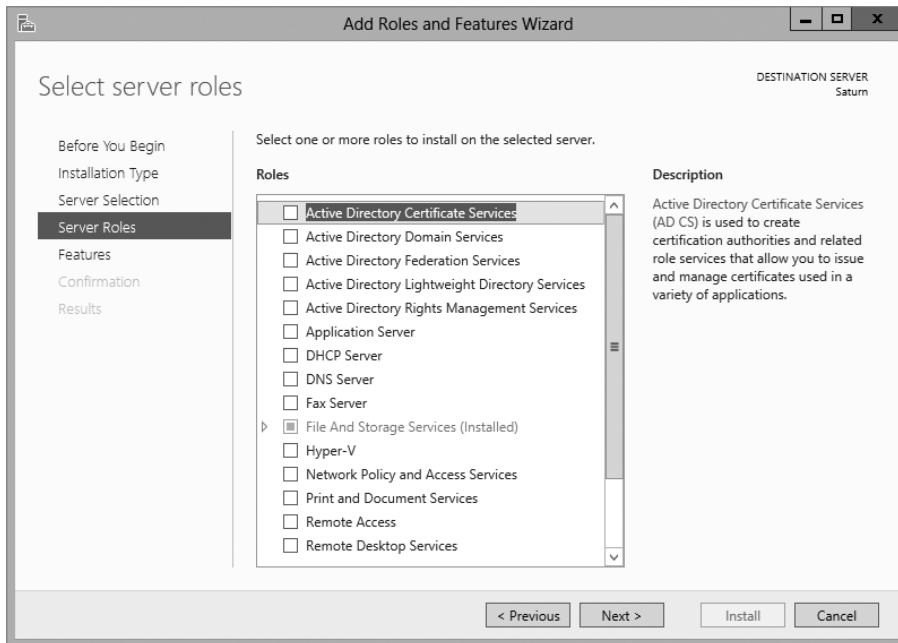 Add Roles and Features Wizard
Select server roles
DESTINATION SERVER
Saturn
Before You Begin
Installation Type
Server Selection
Server Roles
Features
Confirmation
Results
Select one or more roles to install on the selected server.
Roles
Active Directory Certificate Services
Active Directory Domain Services
Active Directory Federation Services
Active Directory Lightweight Directory Services
Active Directory Rights Management Services
Application Server
DHCP Server
DNS Server
Fax Server
File And Storage Services (Installed)
Hyper-V
Network Policy and Access Services
Print and Document Services
Remote Access
Remote Desktop Services
Description
Active Directory Certificate Services
(AD CS) is used to create
certification authorities and related
role services that allow you to issue
and manage certificates used in a
variety of applications.
< Previous
Next >
Install
Cancel